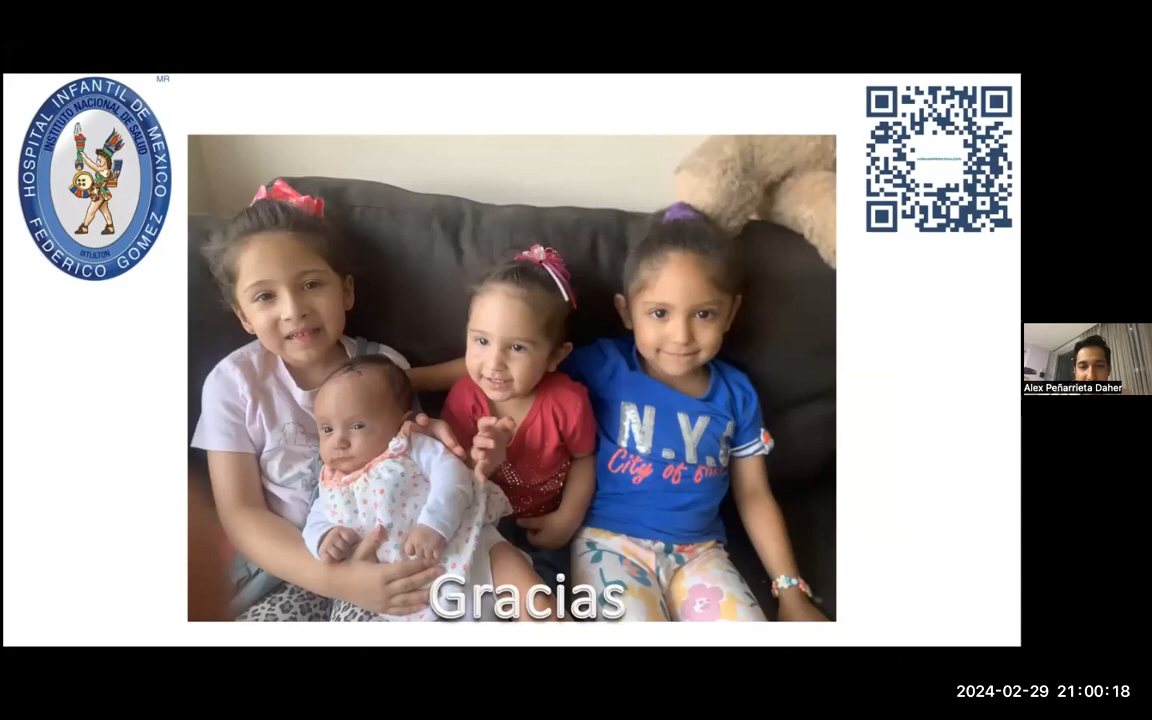 MR
HOSPITAL INFANTIL DE MEXICO
INSTITUTO NACIONAL DE SALUD
FEDERICO GOMEZ
N.Y.
City of
Gracias
Alex Peñarrieta Daher
2024-02-29 21:00:18